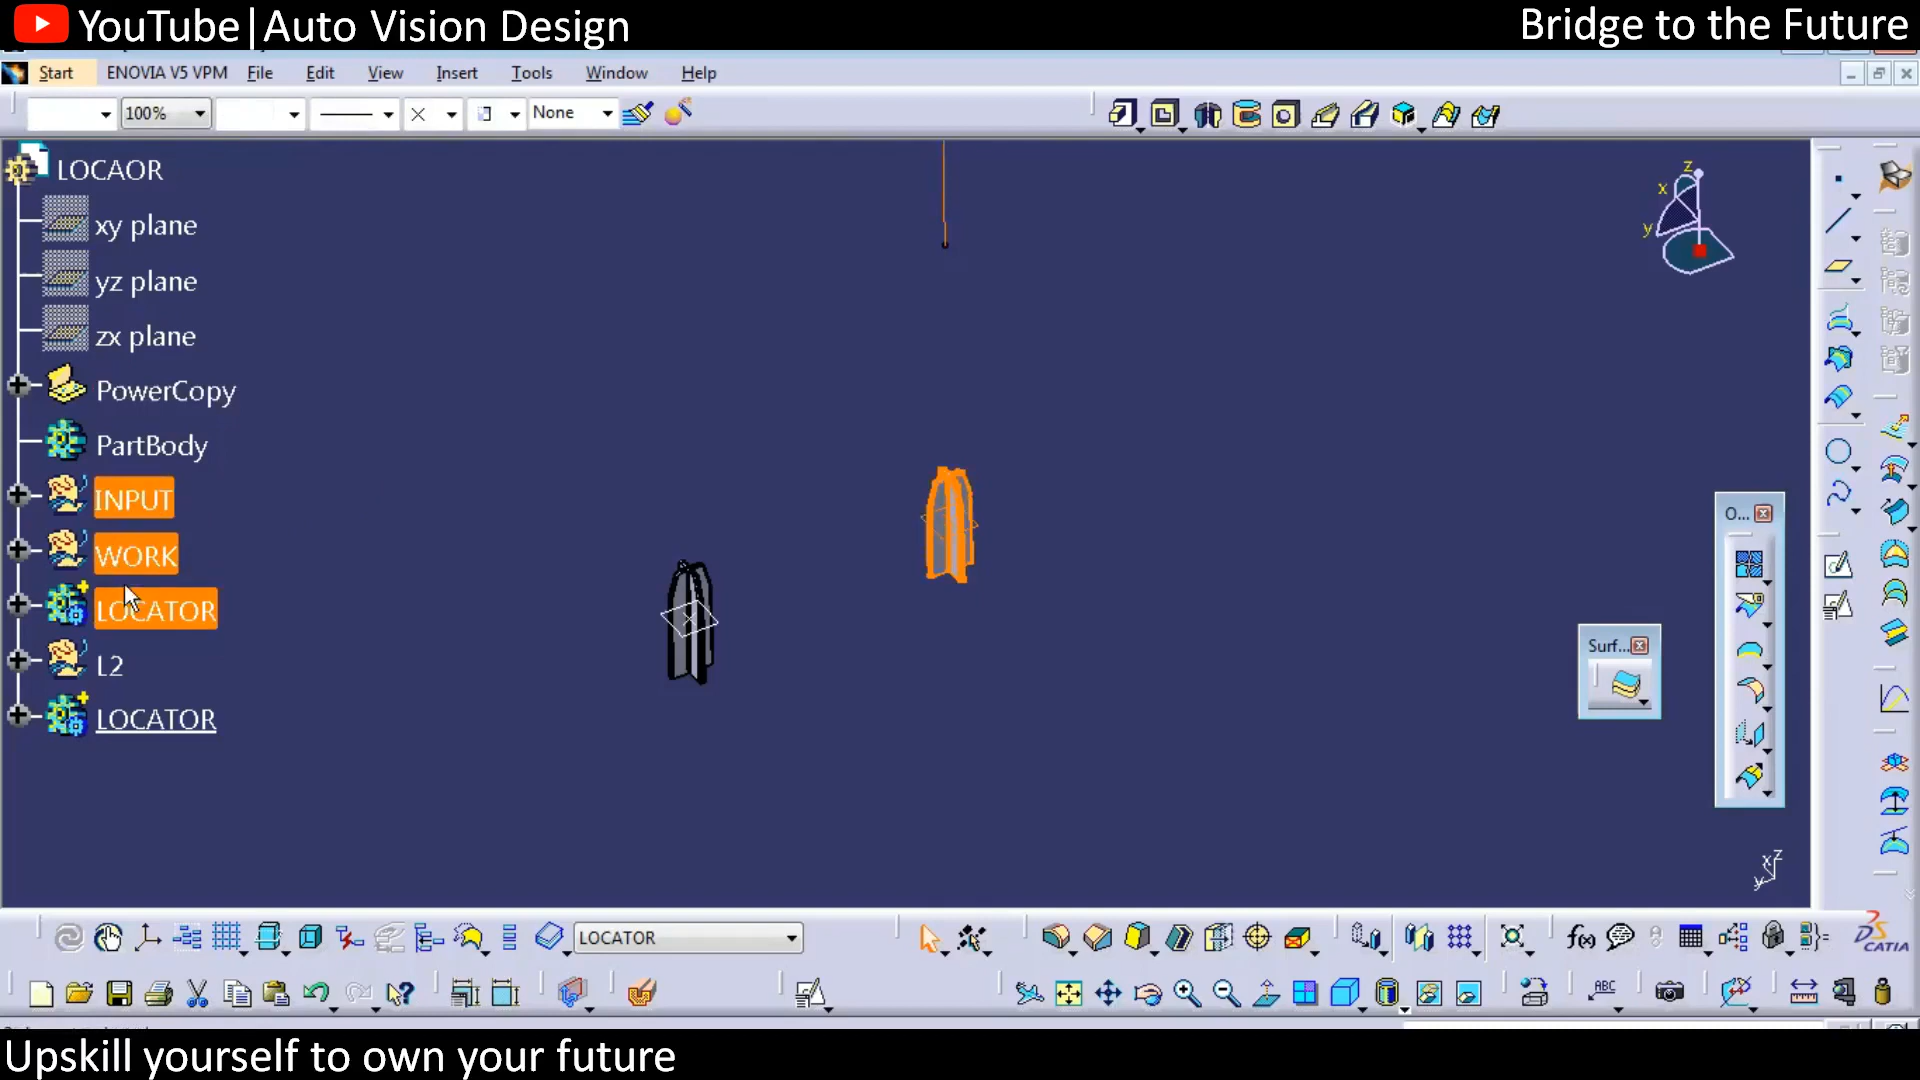 YouTube|Auto Vision Design
Bridge to the Future
Start
ENOVIA V5 VPM
File
Edit
View
Insert
Tools
Window
Help
100%
None
LOCAOR
xy plane
yz plane
zx plane
PowerCopy
PartBody
INPUT
WORK
LOCATOR
L2
LOCATOR
z
x
y
O...
Surf...
z
x
y
LOCATOR
f(x)
CATIA
ABC
Upskill yourself to own your future